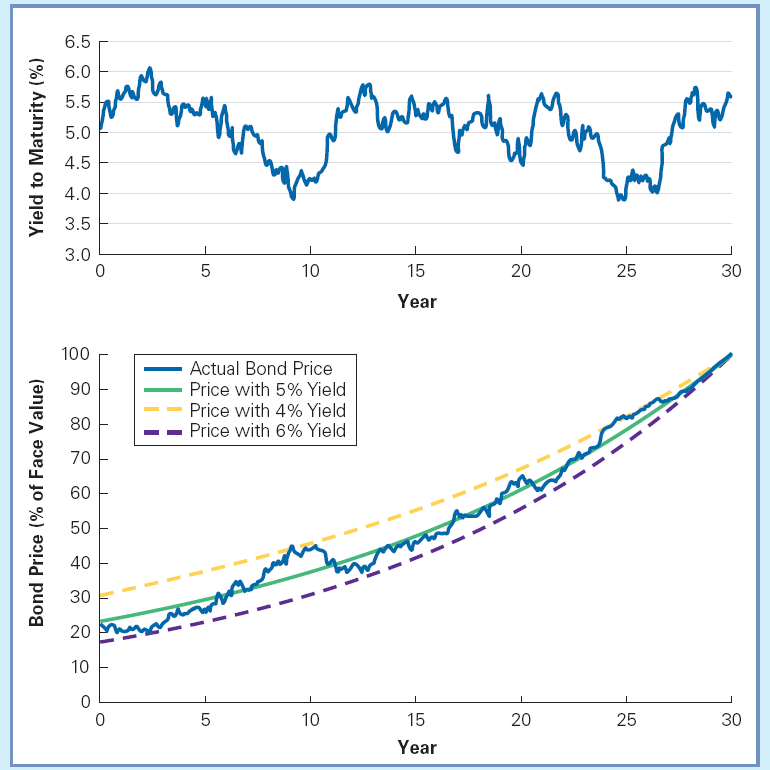 Yield to Maturity (%)
6.5
6.0
5.5
5.0
4.5
4.0
3.5
3.0
0 5 10 15 20 25 30
Year
Bond Price (% of Face Value)
100
90
80
70
60
50
40
30
20
10
0
Actual Bond Price
Price with 5% Yield
Price with 4% Yield
Price with 6% Yield
0 5 10 15 20 25 30
Year